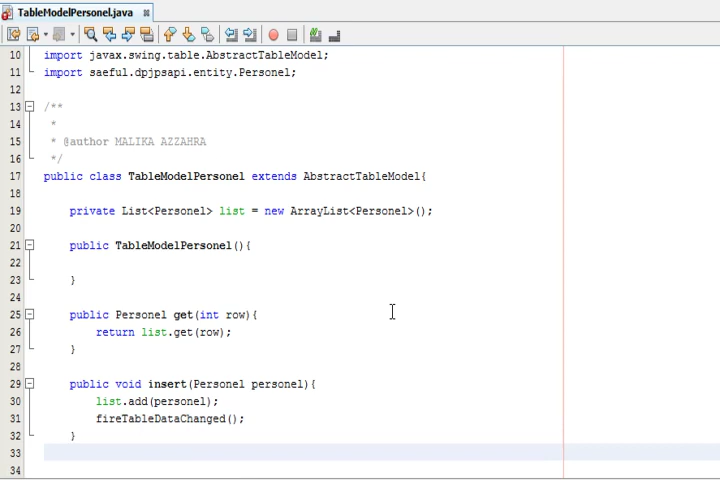 TableModelPersonel.java
10 import javax.swing.table.AbstractTableModel;
11 import saeful.dpjpsapi.entity.Personel;
12
13 /**
14 *
15 * @author MALIKA AZZAHRA
16 */
17 public class TableModelPersonel extends AbstractTableModel{
18
19 private List<Personel> list = new ArrayList<Personel>();
20
21 public TableModelPersonel(){
22
23 }
24
25 public Personel get(int row){
26 return list.get(row);
27 }
28
29 public void insert(Personel personel){
30 list.add(personel);
31 fireTableDataChanged();
32 }
33
34